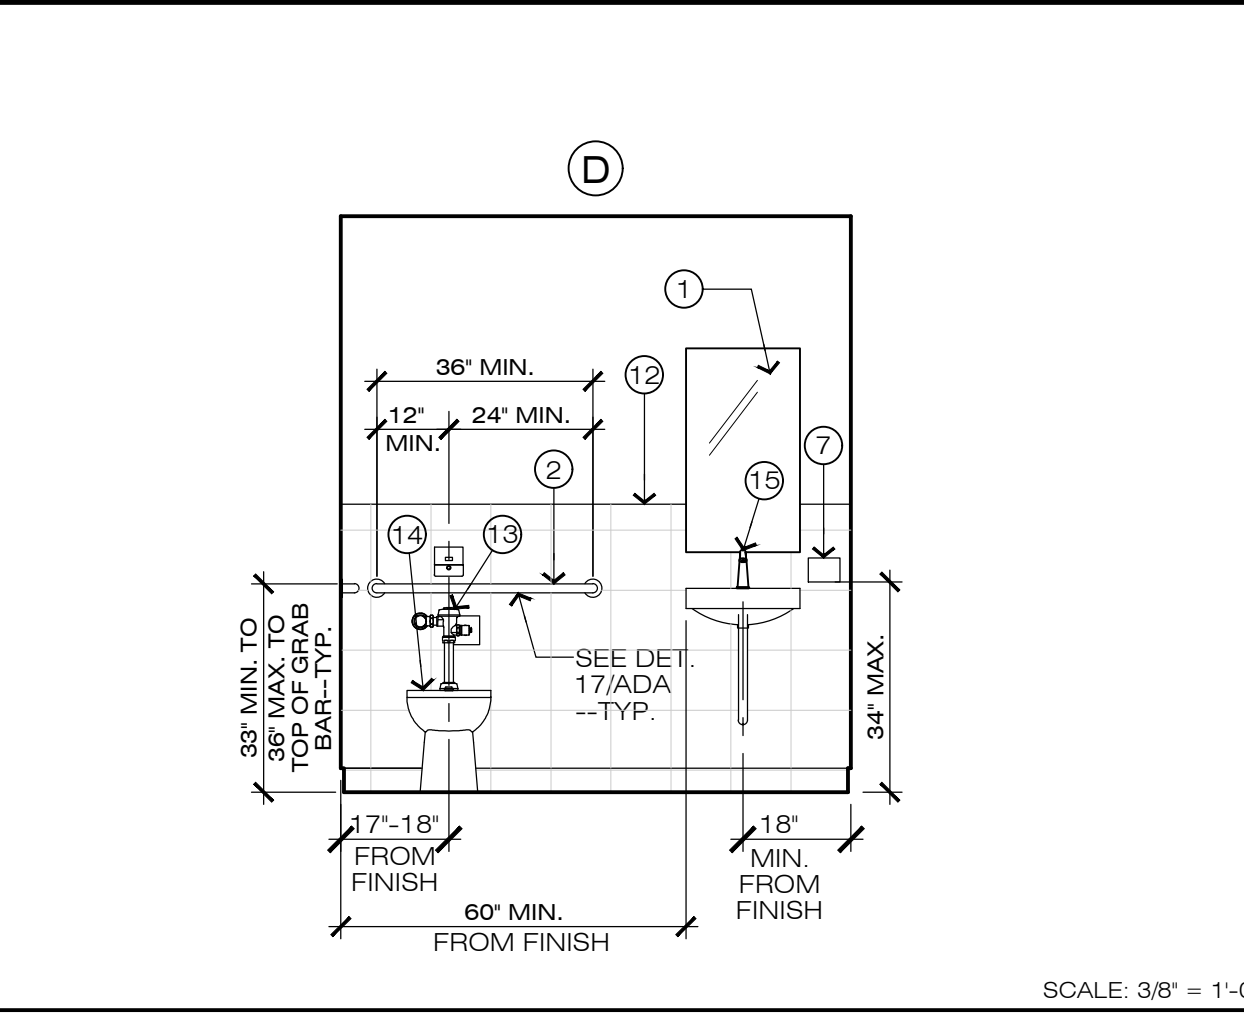 D
1
36" MIN.
12
12"
MIN.
24" MIN.
7
2
15
14
13
33" MIN. TO
36" MAX. TO
TOP OF GRAB
BAR--TYP.
SEE DET.
17/ADA
--TYP.
34" MAX.
17"-18"
FROM
FINISH
18"
MIN.
FROM
FINISH
60" MIN.
FROM FINISH
SCALE: 3/8" = 1'-0